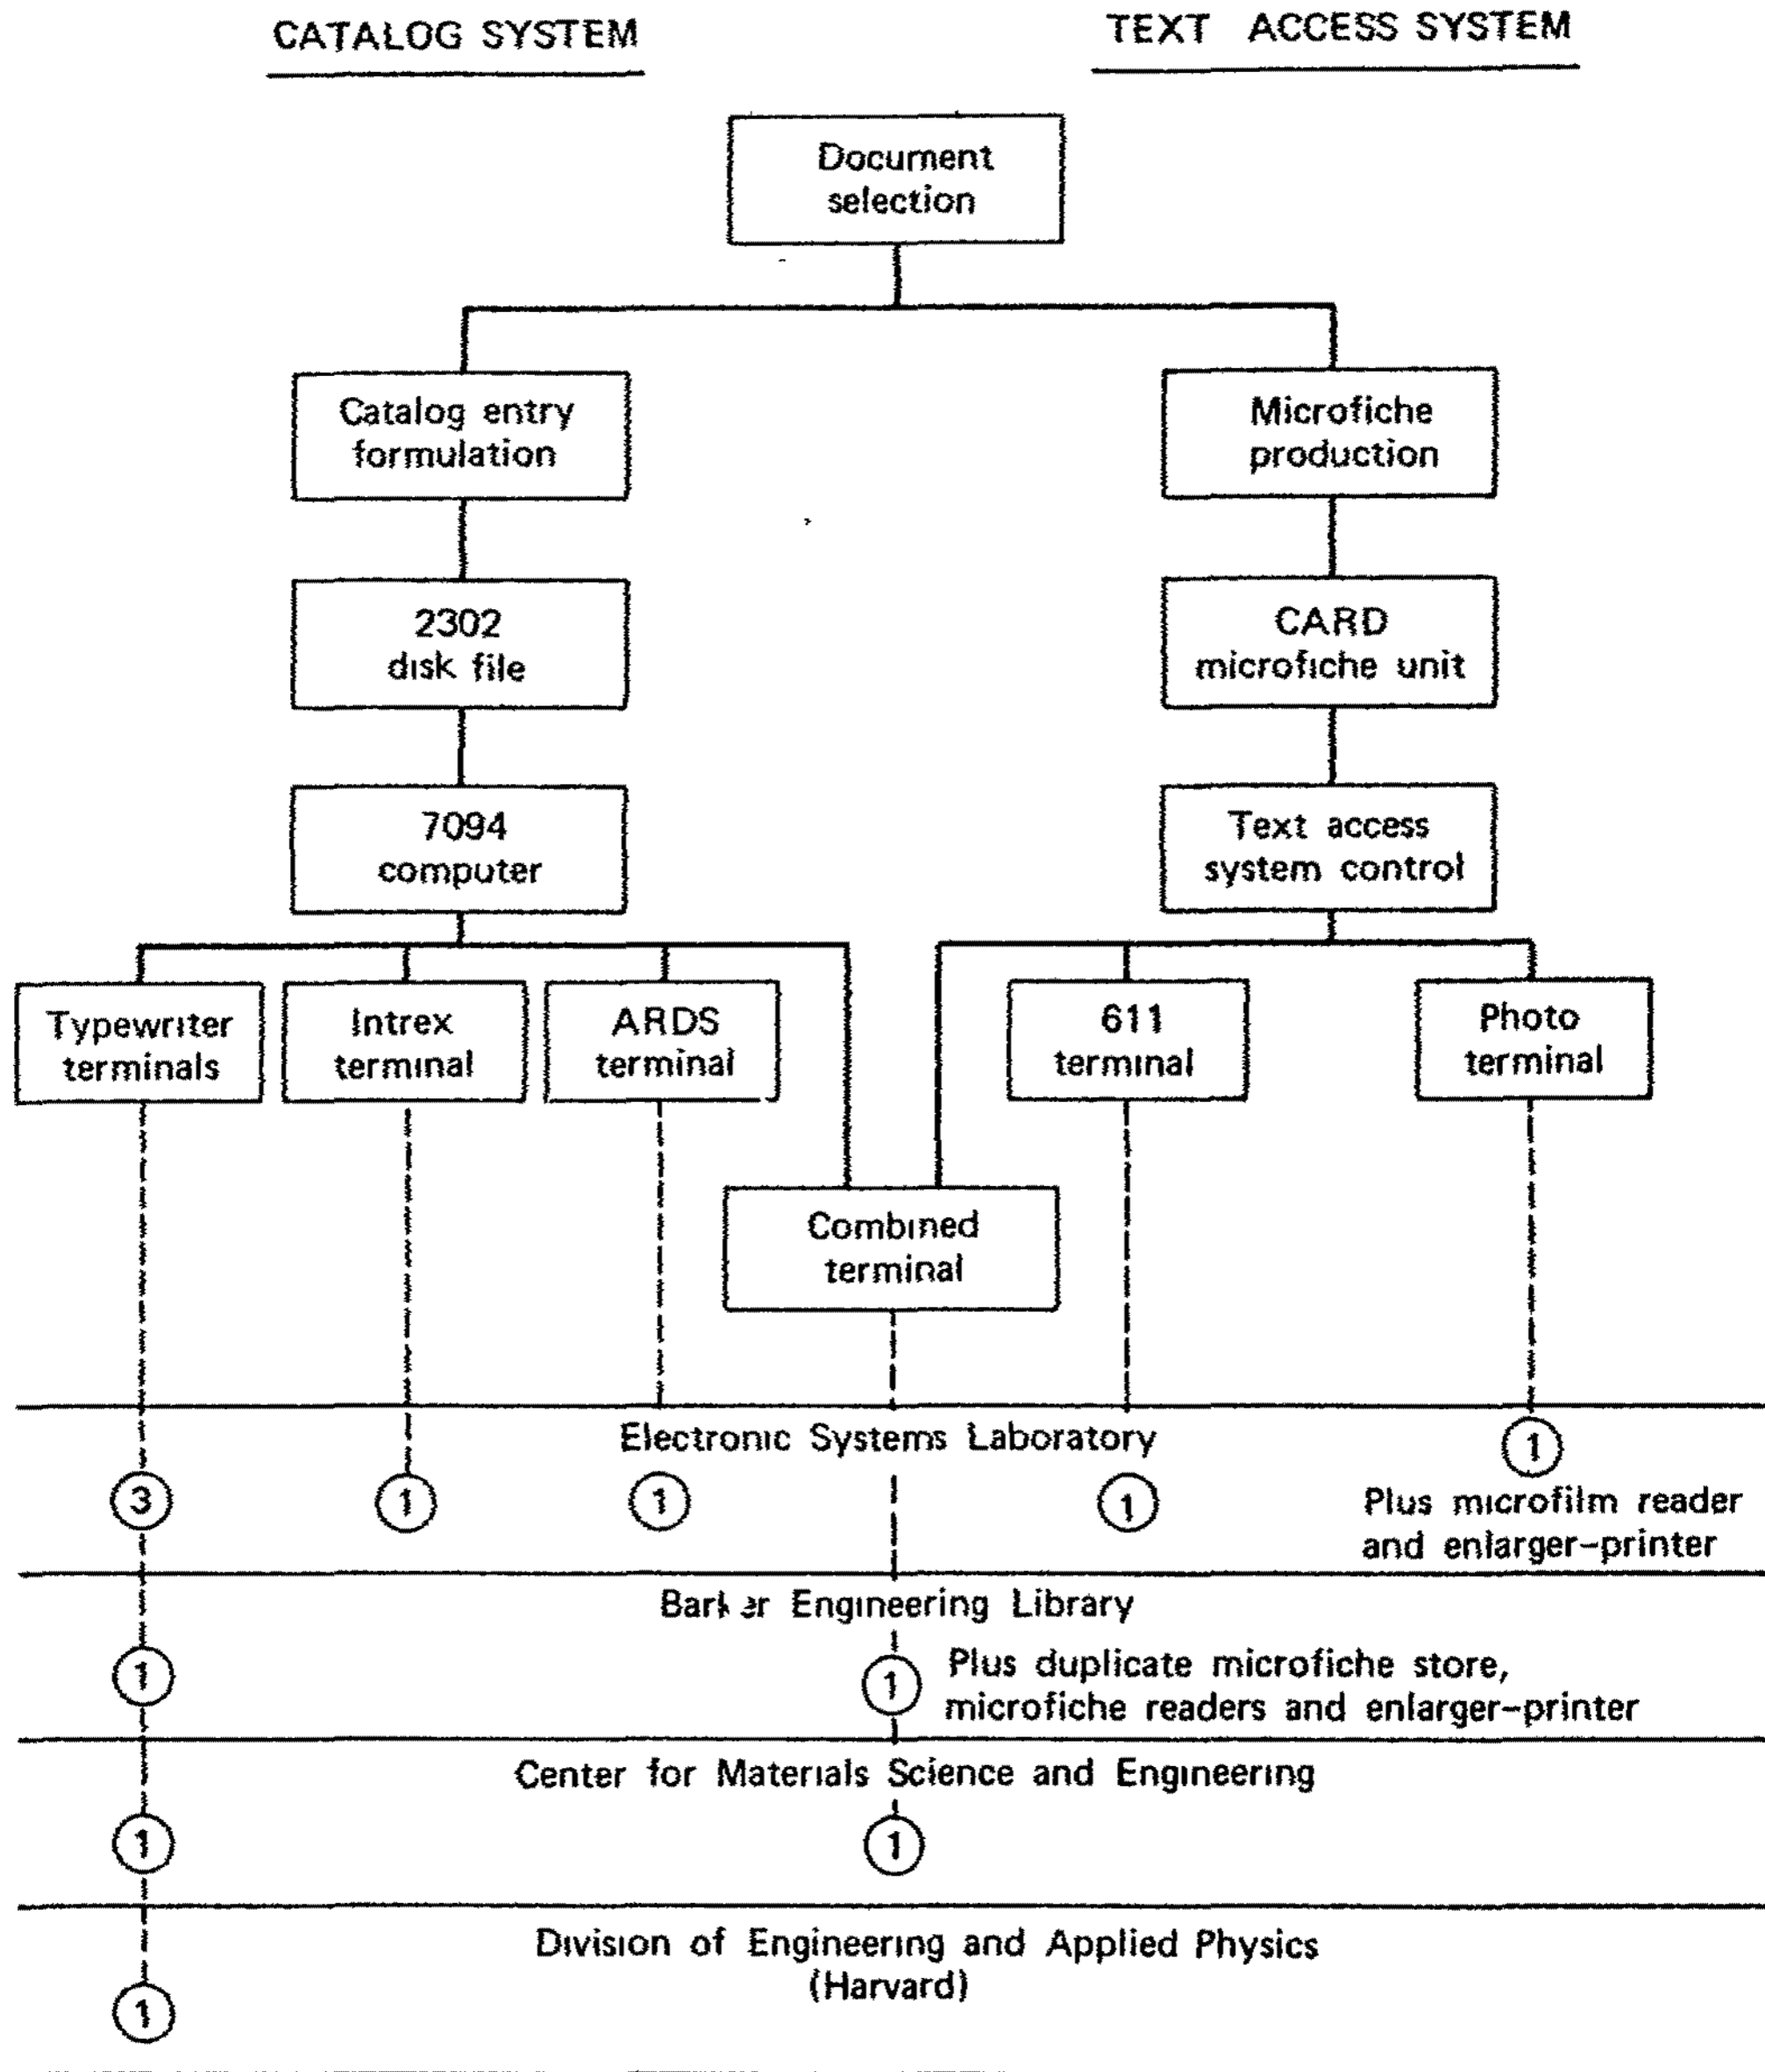 CATALOG SYSTEM
TEXT ACCESS SYSTEM
Document
selection
Catalog entry
formulation
Microfiche
production
2302
disk file
CARD
microfiche unit
7094
computer
Text access
system control
Typewriter
terminals
Intrex
terminal
ARDS
terminal
611
terminal
Photo
terminal
Combined
terminal
Electronic Systems Laboratory
3
1
1
1
1
Plus microfilm reader
and enlarger-printer
Barker Engineering Library
1
1
Plus duplicate microfiche store,
microfiche readers and enlarger-printer
Center for Materials Science and Engineering
1
1
Division of Engineering and Applied Physics
(Harvard)
1